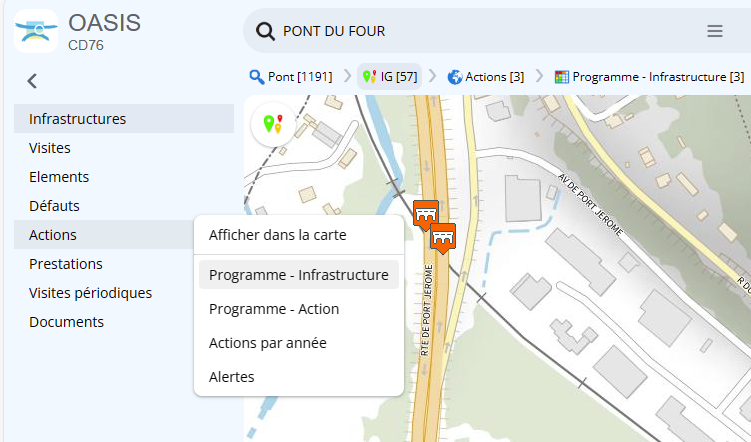 OASIS
CD76
PONT DU FOUR
Pont [1191]
IG [57]
Actions [3]
Programme - Infrastructure [3]
Infrastructures
Visites
Elements
Défauts
Actions
Prestations
Visites périodiques
Documents
Afficher dans la carte
Programme - Infrastructure
Programme - Action
Actions par année
Alertes
AV DE PORT JEROME
RTE DE PORT JEROME
R DU